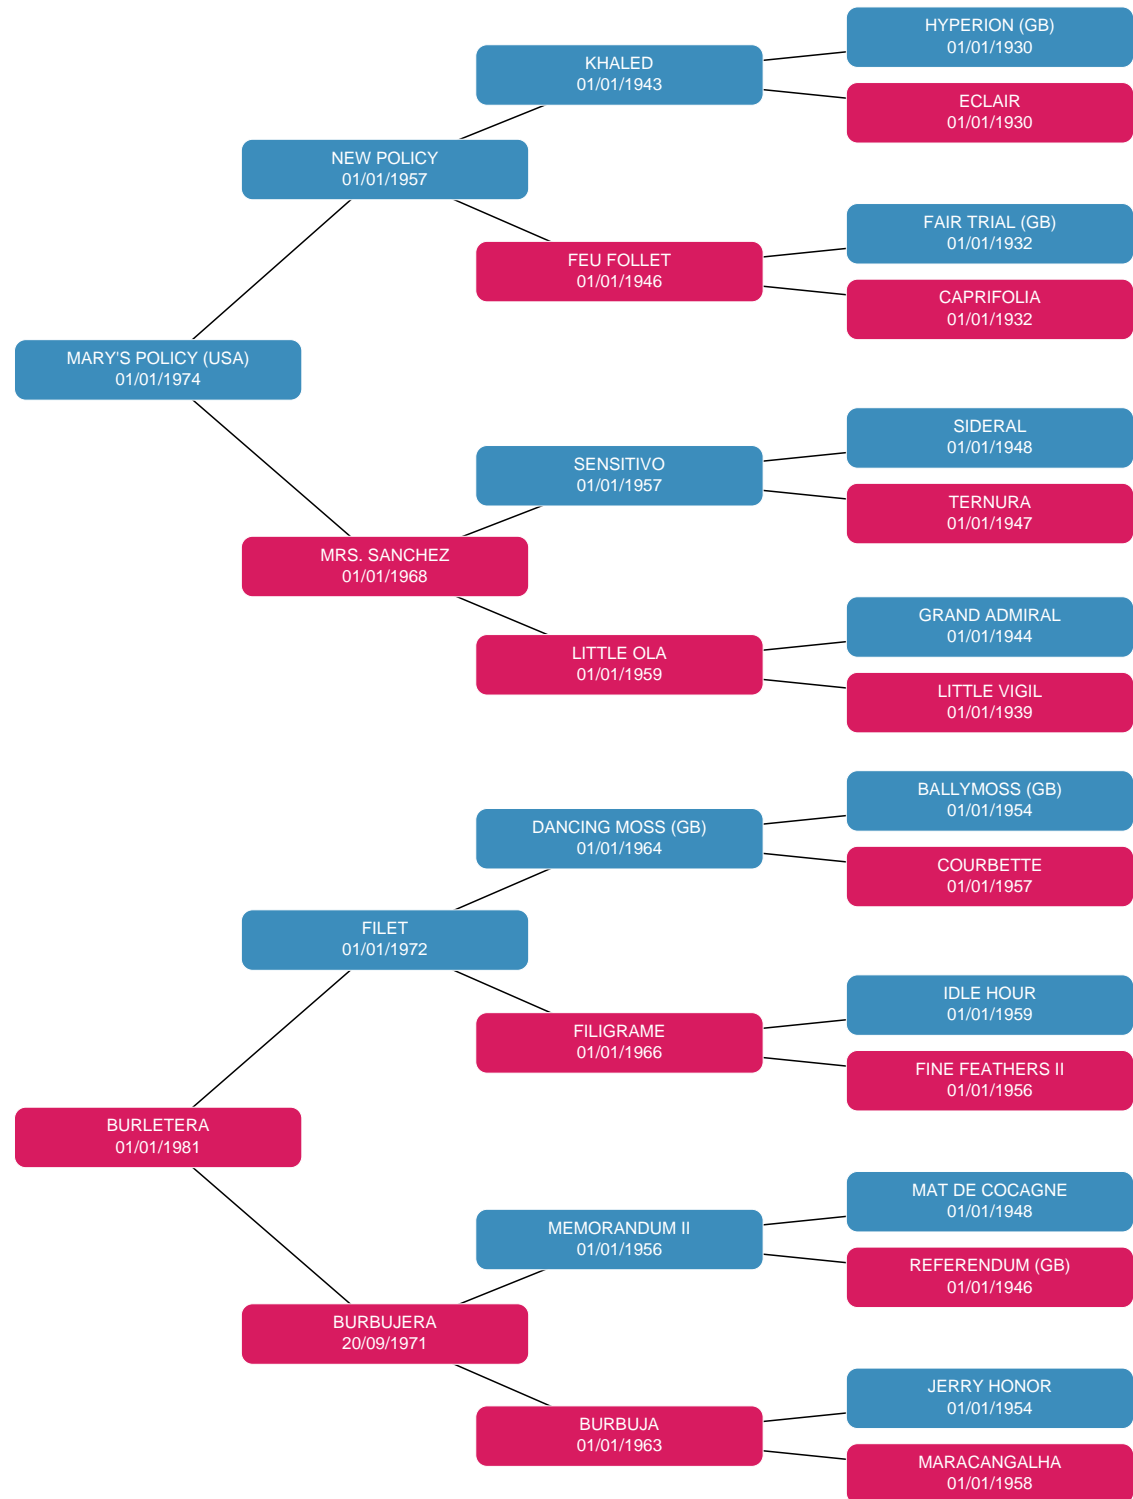 HYPERION (GB)
01/01/1930
KHALED
01/01/1943
ECLAIR
01/01/1930
NEW POLICY
01/01/1957
FAIR TRIAL (GB)
01/01/1932
FEU FOLLET
01/01/1946
CAPRIFOLIA
01/01/1932
MARY'S POLICY (USA)
01/01/1974
SIDERAL
01/01/1948
SENSITIVO
01/01/1957
TERNURA
01/01/1947
MRS. SANCHEZ
01/01/1968
GRAND ADMIRAL
01/01/1944
LITTLE OLA
01/01/1959
LITTLE VIGIL
01/01/1939
BALLYMOSS (GB)
01/01/1954
DANCING MOSS (GB)
01/01/1964
COURBETTE
01/01/1957
FILET
01/01/1972
IDLE HOUR
01/01/1959
FILIGRAME
01/01/1966
FINE FEATHERS II
01/01/1956
BURLETERA
01/01/1981
MAT DE COCAGNE
01/01/1948
MEMORANDUM II
01/01/1956
REFERENDUM (GB)
01/01/1946
BURBUJERA
20/09/1971
JERRY HONOR
01/01/1954
BURBUJA
01/01/1963
MARACANGALHA
01/01/1958